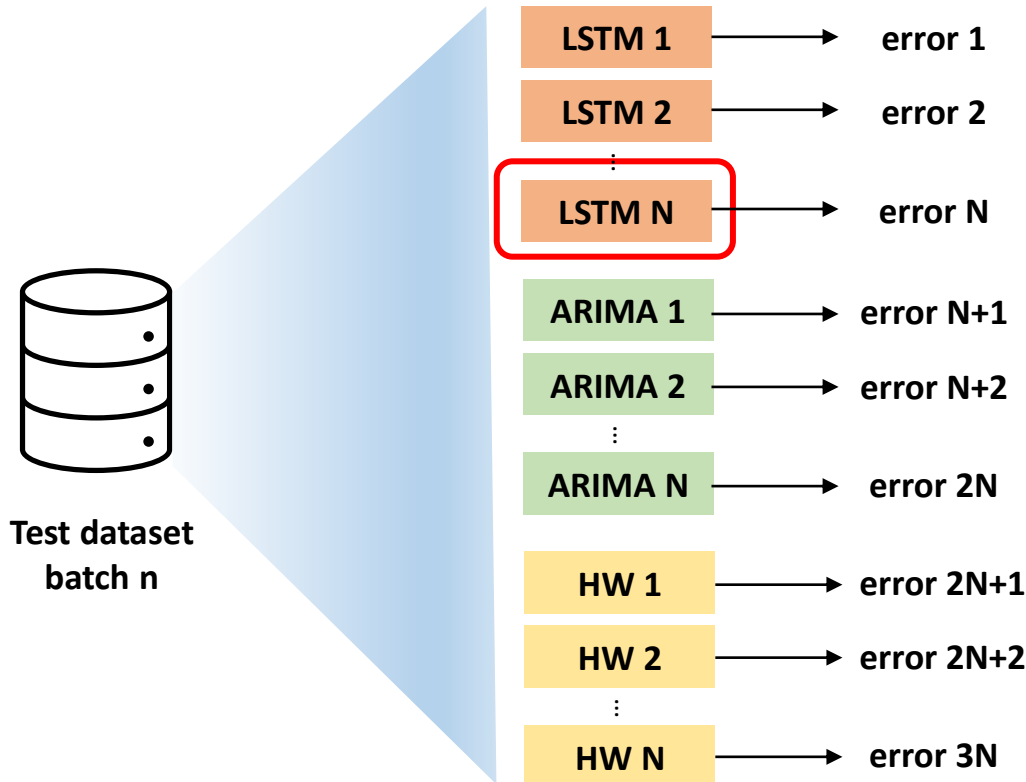 LSTM 1 error 1
LSTM 2 error 2
...
LSTM N error N
ARIMA 1 error N+1
ARIMA 2 error N+2
...
ARIMA N error 2N
Test dataset
batch n
HW 1 error 2N+1
HW 2 error 2N+2
...
HW N error 3N